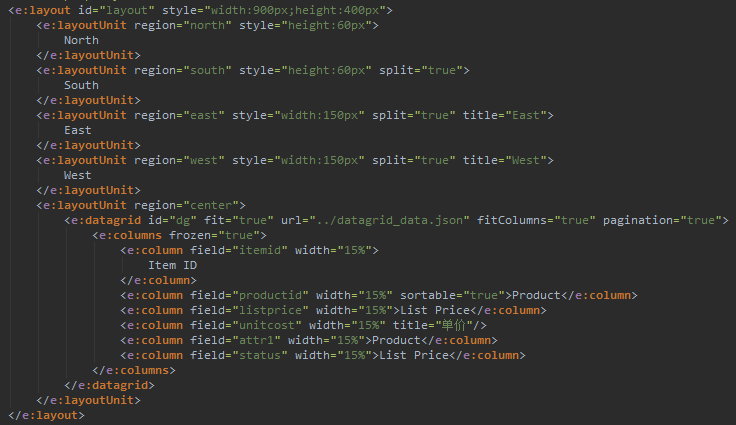 <e:layout id="layout" style="width:900px;height:400px">
    <e:layoutUnit region="north" style="height:60px">
        North
    </e:layoutUnit>
    <e:layoutUnit region="south" style="height:60px" split="true">
        South
    </e:layoutUnit>
    <e:layoutUnit region="east" style="width:150px" split="true" title="East">
        East
    </e:layoutUnit>
    <e:layoutUnit region="west" style="width:150px" split="true" title="West">
        West
    </e:layoutUnit>
    <e:layoutUnit region="center">
        <e:datagrid id="dg" fit="true" url="../datagrid_data.json" fitColumns="true" pagination="true">
            <e:columns frozen="true">
                <e:column field="itemid" width="15%">
                    Item ID
                </e:column>
                <e:column field="productid" width="15%" sortable="true">Product</e:column>
                <e:column field="listprice" width="15%">List Price</e:column>
                <e:column field="unitcost" width="15%" title="单价"/>
                <e:column field="attr1" width="15%">Product</e:column>
                <e:column field="status" width="15%">List Price</e:column>
            </e:columns>
        </e:datagrid>
    </e:layoutUnit>
</e:layout>